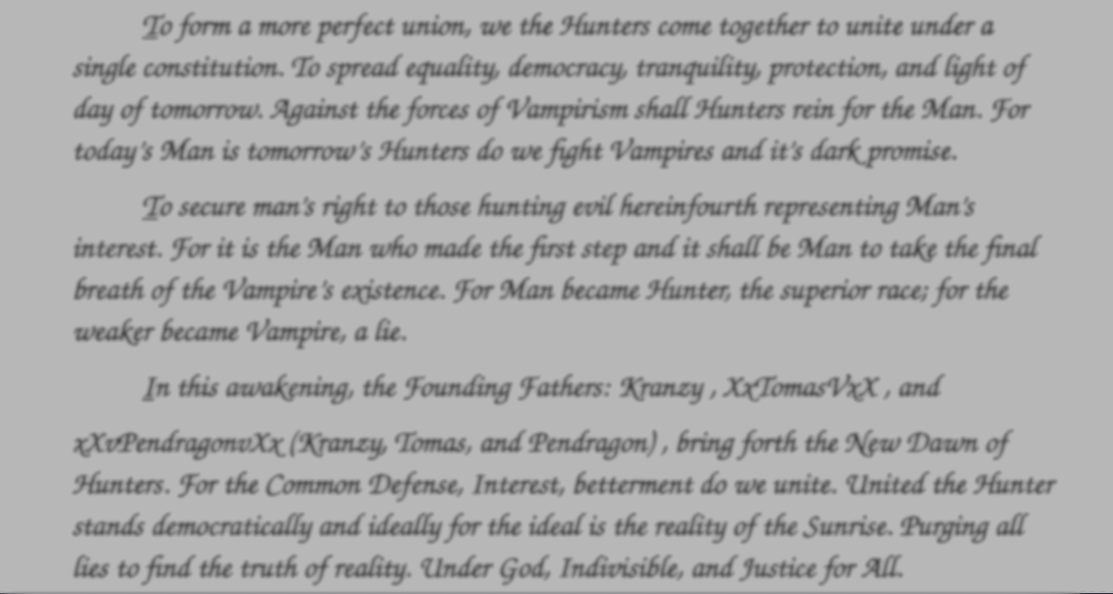 To form a more perfect union, we the Hunters come together to unite under a
single constitution. To spread equality, democracy, tranquility, protection, and light of
day of tomorrow. Against the forces of Vampirism shall Hunters rein for the Man. For
today's Man is tomorrow's Hunters do we fight Vampires and it's dark promise.
To secure man's right to those hunting evil hereinfourth representing Man's
interest. For it is the Man who made the first step and it shall be Man to take the final
breath of the Vampire's existence. For Man became Hunter, the superior race; for the
weaker became Vampire, a lie.
In this awakening, the Founding Fathers: Kranzy , XxTomasVxX , and
xXvPendragonvXx (Kranzy, Tomas, and Pendragon) , bring forth the New Dawn of
Hunters. For the Common Defense, Interest, betterment do we unite. United the Hunter
stands democratically and ideally for the ideal is the reality of the Sunrise. Purging all
lies to find the truth of reality. Under God, Indivisible, and Justice for All.